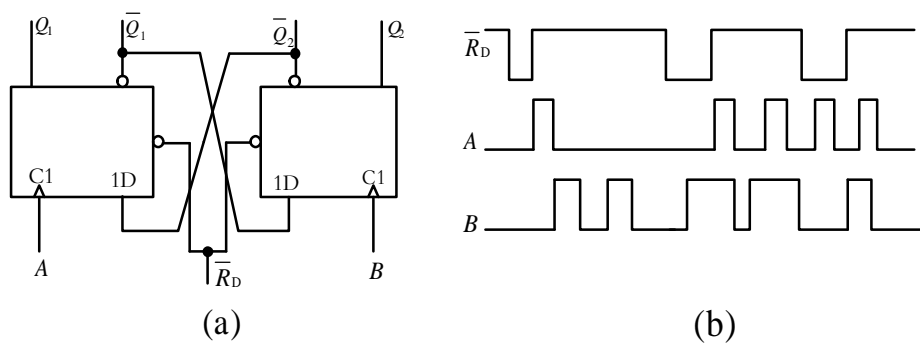 Q₁ Q̅₁ Q̅₂ Q₂
C1 1D 1D C1
A R̅D B
(a)
R̅D
A
B
(b)